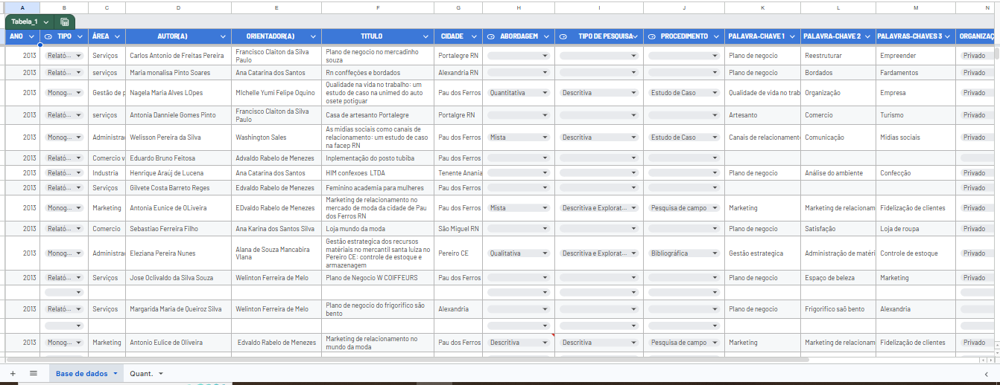 A B C D E F G H I J K L M N
Tabela_1
ANO TIPO ÁREA AUTOR(A) ORIENTADOR(A) TITULO CIDADE ABORDAGEM TIPO DE PESQUISA PROCEDIMENTO PALAVRA-CHAVE 1 PALAVRA-CHAVE 2 PALAVRAS-CHAVES 3 ORGANIZAÇ
2013 Relató... Serviços Carlos Antonio de Freitas Pereira Francisco Claiton da Silva
Paulo Plano de negocio no mercadinho
souza Portalegre RN Plano de negocio Reestruturar Empreender Privado
2013 Relató... serviços Maria monalisa Pinto Soares Ana Catarina dos Santos Rn conffeções e bordados Alexandria RN Plano de negocio Bordados Fardamentos Privado
2013 Monog... Gestão de p Nagela Maria Alves LOpes MIchelle Yumi Felipe Oquino Qualidade na vida no trabalho: um
estudo de caso na unimed do auto
osete potiguar Pau dos Ferros Quantitativa Descritiva Estudo de Caso Qualidade de vida no trab Organização Empresa Privado
2013 Relató... serviços Antonia Danniele Gomes Pinto Francisco Claiton da Silva
Paulo Casa de artesanto Portalegre Portalgre RN Artesanto Comercio Turismo Privado
2013 Monog... Administrac Welisson Pereira da Silva Washington Sales As midias sociais como canais de
relacionamento: um estudo de caso
na facep RN Pau dos Ferros Mista Descritiva Estudo de Caso Canais de relacionamento Comunicação Midias sociais Privado
2013 Relató... Comercio v Eduardo Bruno Feitosa Advaldo Rabelo de Menezes Inplementação do posto tubiba Pau dos Ferros
2013 Relató... Industria Henrique Araúj de Lucena Ana Catarina dos Santos HIM confexoes LTDA Tenente Anania Plano de negocio Análise do ambiente Confecção Privado
2013 Relató... Serviços Gilvete Costa Barreto Reges Edvaldo Rabelo de Menezes Feminino academia para mulheres Pau dos Ferros Privado
2013 Monog... Marketing Antonia Eunice de OLiveira EDvaldo Rabelo de Menezes Marketing de relacionamento no
mercado de moda da cidade de Pau
dos Ferros RN Pau dos Ferros Mista Descritiva e Explorat... Pesquisa de campo Marketing Marketing de relacionam Fidelização de clientes Privado
2013 Relató... Comercio Sebastiao Ferreira Filho Ana Karina dos Santos Silva Loja mundo da moda São Miguel RN Plano de negocio Satisfação Loja de roupa Privado
2013 Monog... Administrac Eleziana Pereira Nunes Alana de Souza Mancabira
VIana Gestão estrategica dos recursos
matériais no mercantil santa luiza no
Pereiro CE: controle de estoque e
armazenagem Pereiro CE Qualitativa Descritiva e Explorat... Bibliográfica Gestão estrategica Administração de matéri Controle de estoque Privado
2013 Relató... Serviços Jose Oclivaldo da Silva Souza Welinton Ferreira de Melo Plano de Negocio W COIFFEURS Pau dos Ferros Plano de negocio Espaço de beleza Marketing Privado
2013 Relató... Serviços Margarida Maria de Queiroz Silva Welinton Ferreira de Melo Plano de negocio do frigorifico são
bento Alexandria Plano de negocio Frigorifico saõ bento Alexandria Privado
2013 Monog... Marketing Antonio Eulice de Oliveira Edvaldo Rabelo de Menezes Marketing de relacionamento no
mundo da moda Pau dos Ferros Descritiva Descritiva Pesquisa de campo Marketing Marketing de relacionam Fidelização de clientes Privado
Base de dados Quant.